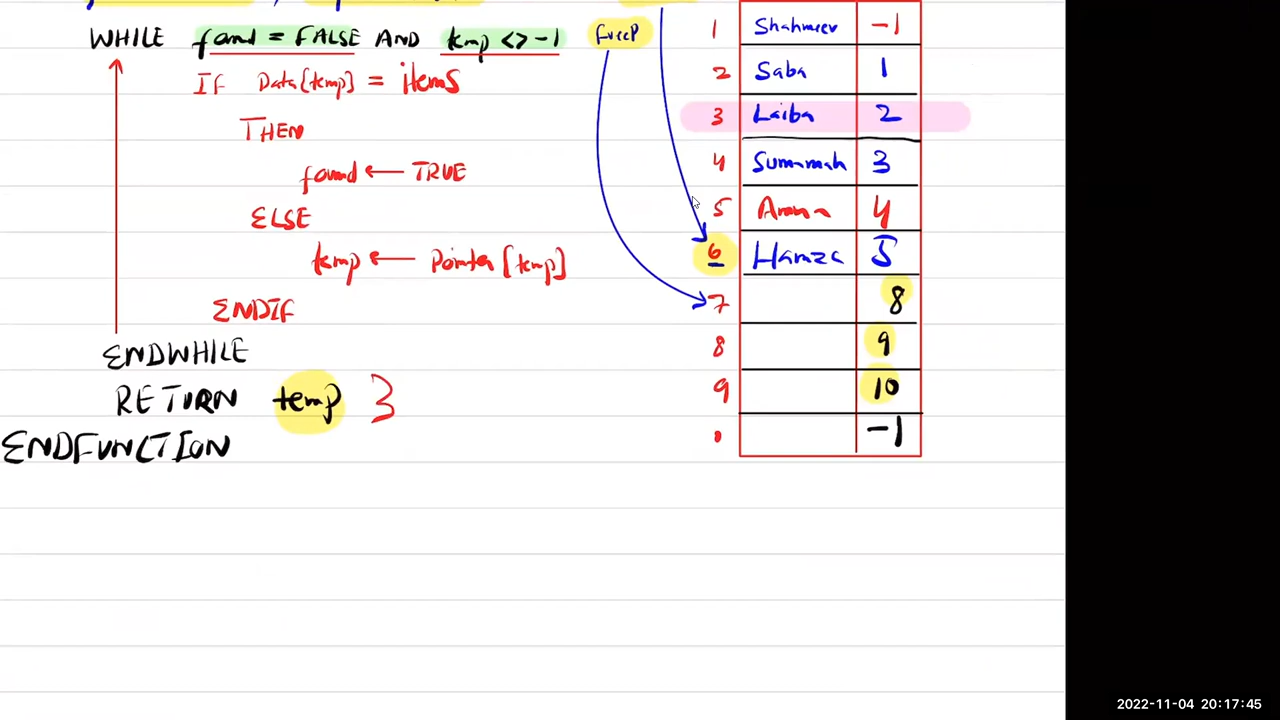 WHILE found = FALSE AND temp <> -1
IF Data[temp] = items
THEN
found ← TRUE
ELSE
temp ← Pointer[temp]
ENDIF
ENDWHILE
RETURN temp 3
ENDFUNCTION
FreeP
1 Shahmeer -1
2 Saba 1
3 Laiba 2
4 Summah 3
5 4
6 Hamza 5
7 8
8 9
9 10
-1
2022-11-04 20:17:45